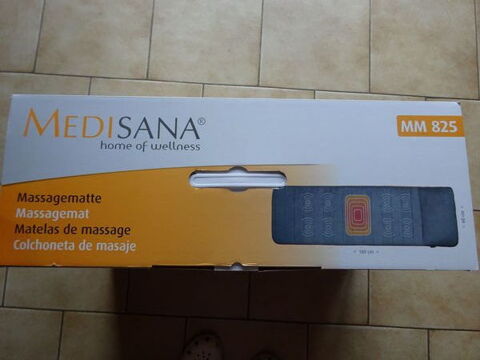 MEDISANA®
home of wellness
MM 825
Massagematte
Massagemat
Matelas de massage
Colchoneta de masaje